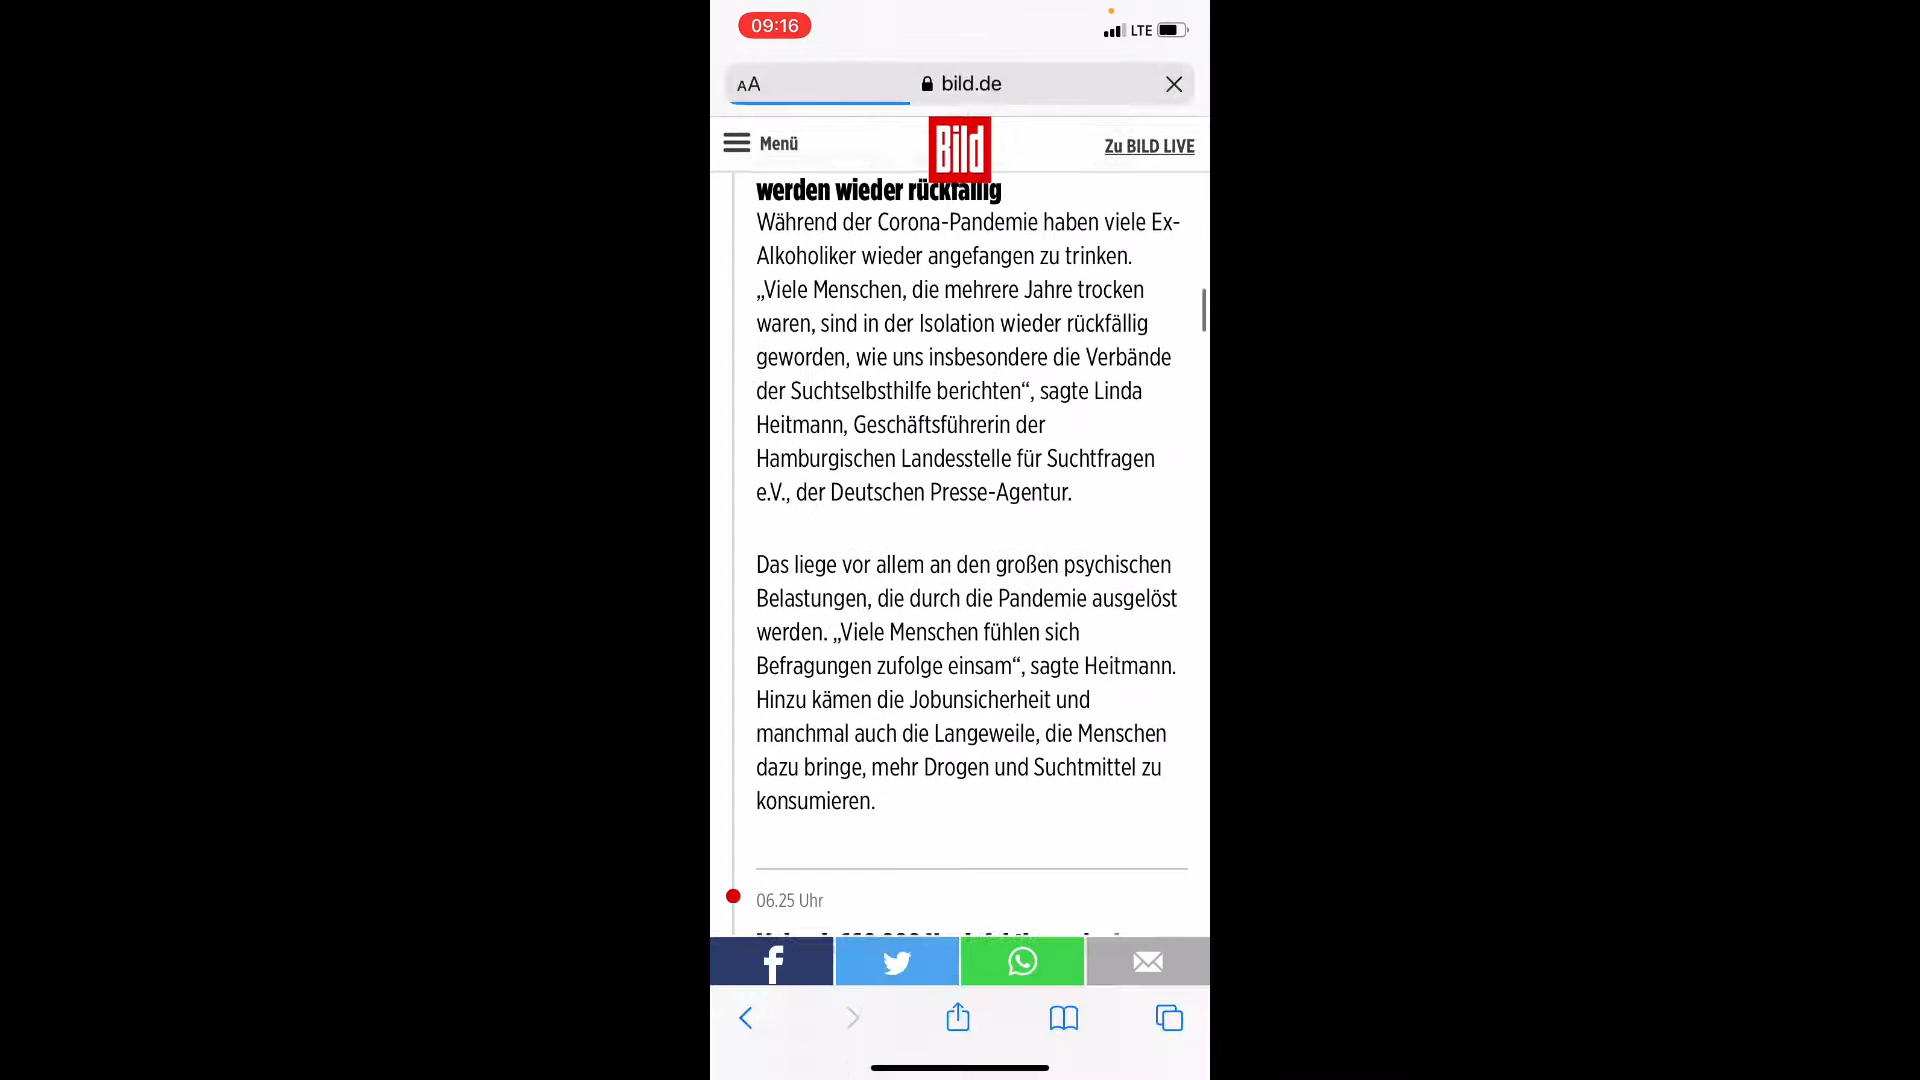 09:16
LTE
AA
bild.de
Menü
Bild
Zu BILD LIVE
werden wieder rückfällig
Während der Corona-Pandemie haben viele Ex-
Alkoholiker wieder angefangen zu trinken.
„Viele Menschen, die mehrere Jahre trocken
waren, sind in der Isolation wieder rückfällig
geworden, wie uns insbesondere die Verbände
der Suchtselbsthilfe berichten“, sagte Linda
Heitmann, Geschäftsführerin der
Hamburgischen Landesstelle für Suchtfragen
e.V., der Deutschen Presse-Agentur.
Das liege vor allem an den großen psychischen
Belastungen, die durch die Pandemie ausgelöst
werden. „Viele Menschen fühlen sich
Befragungen zufolge einsam“, sagte Heitmann.
Hinzu kämen die Jobunsicherheit und
manchmal auch die Langeweile, die Menschen
dazu bringe, mehr Drogen und Suchtmittel zu
konsumieren.
06.25 Uhr